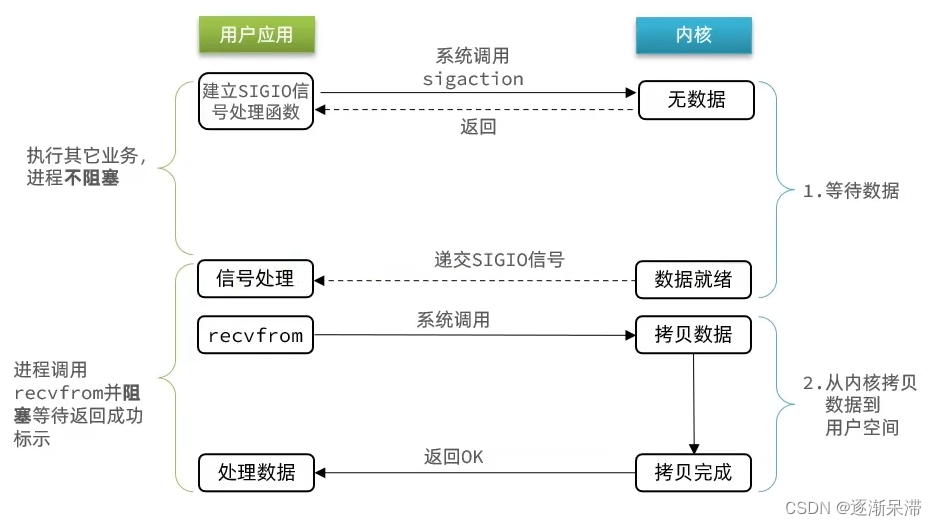 用户应用
内核
系统调用
sigaction
建立SIGIO信
号处理函数
无数据
返回
执行其它业务,
进程不阻塞
1.等待数据
递交SIGIO信号
信号处理
数据就绪
系统调用
recvfrom
拷贝数据
进程调用
recvfrom并阻
塞等待返回成功
标示
2.从内核拷贝
数据到
用户空间
返回OK
处理数据
拷贝完成
CSDN @逐渐呆滞